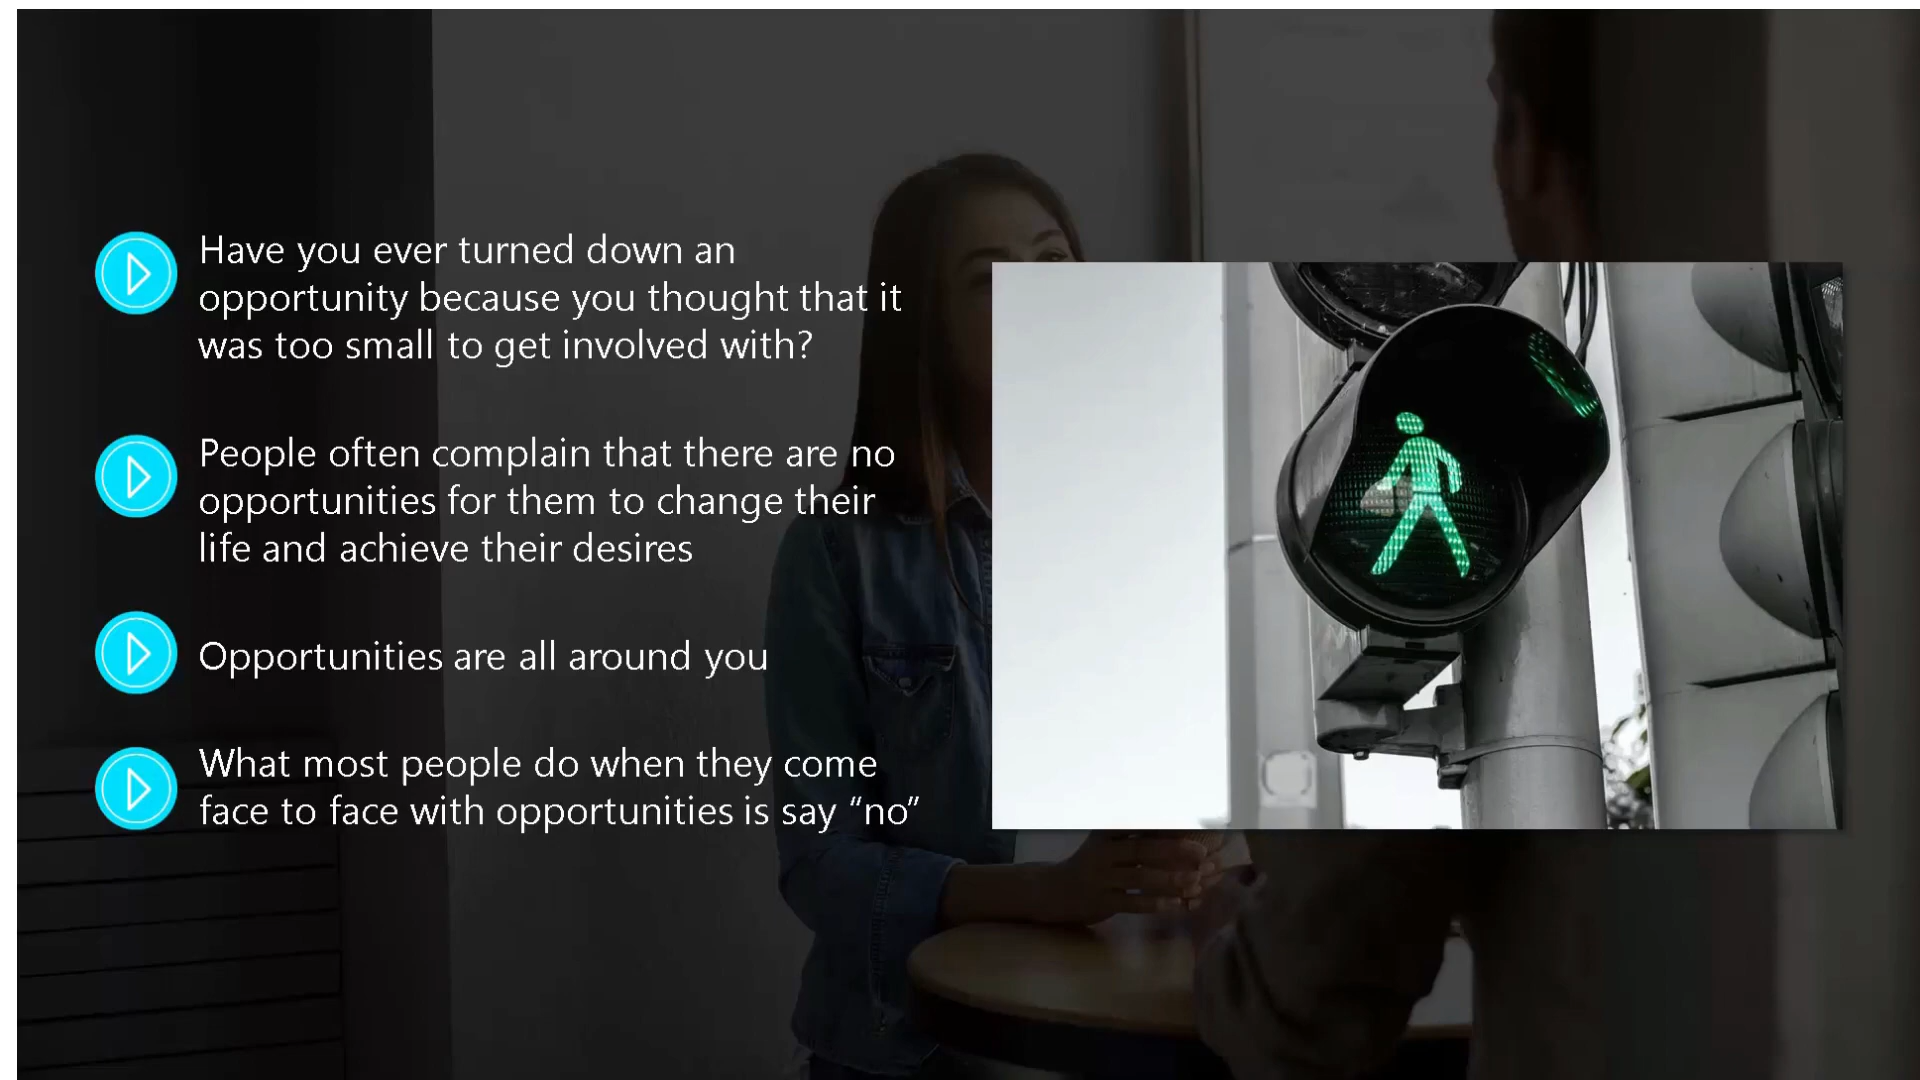 Have you ever turned down an
opportunity because you thought that it
was too small to get involved with?
People often complain that there are no
opportunities for them to change their
life and achieve their desires
Opportunities are all around you
What most people do when they come
face to face with opportunities is say “no”